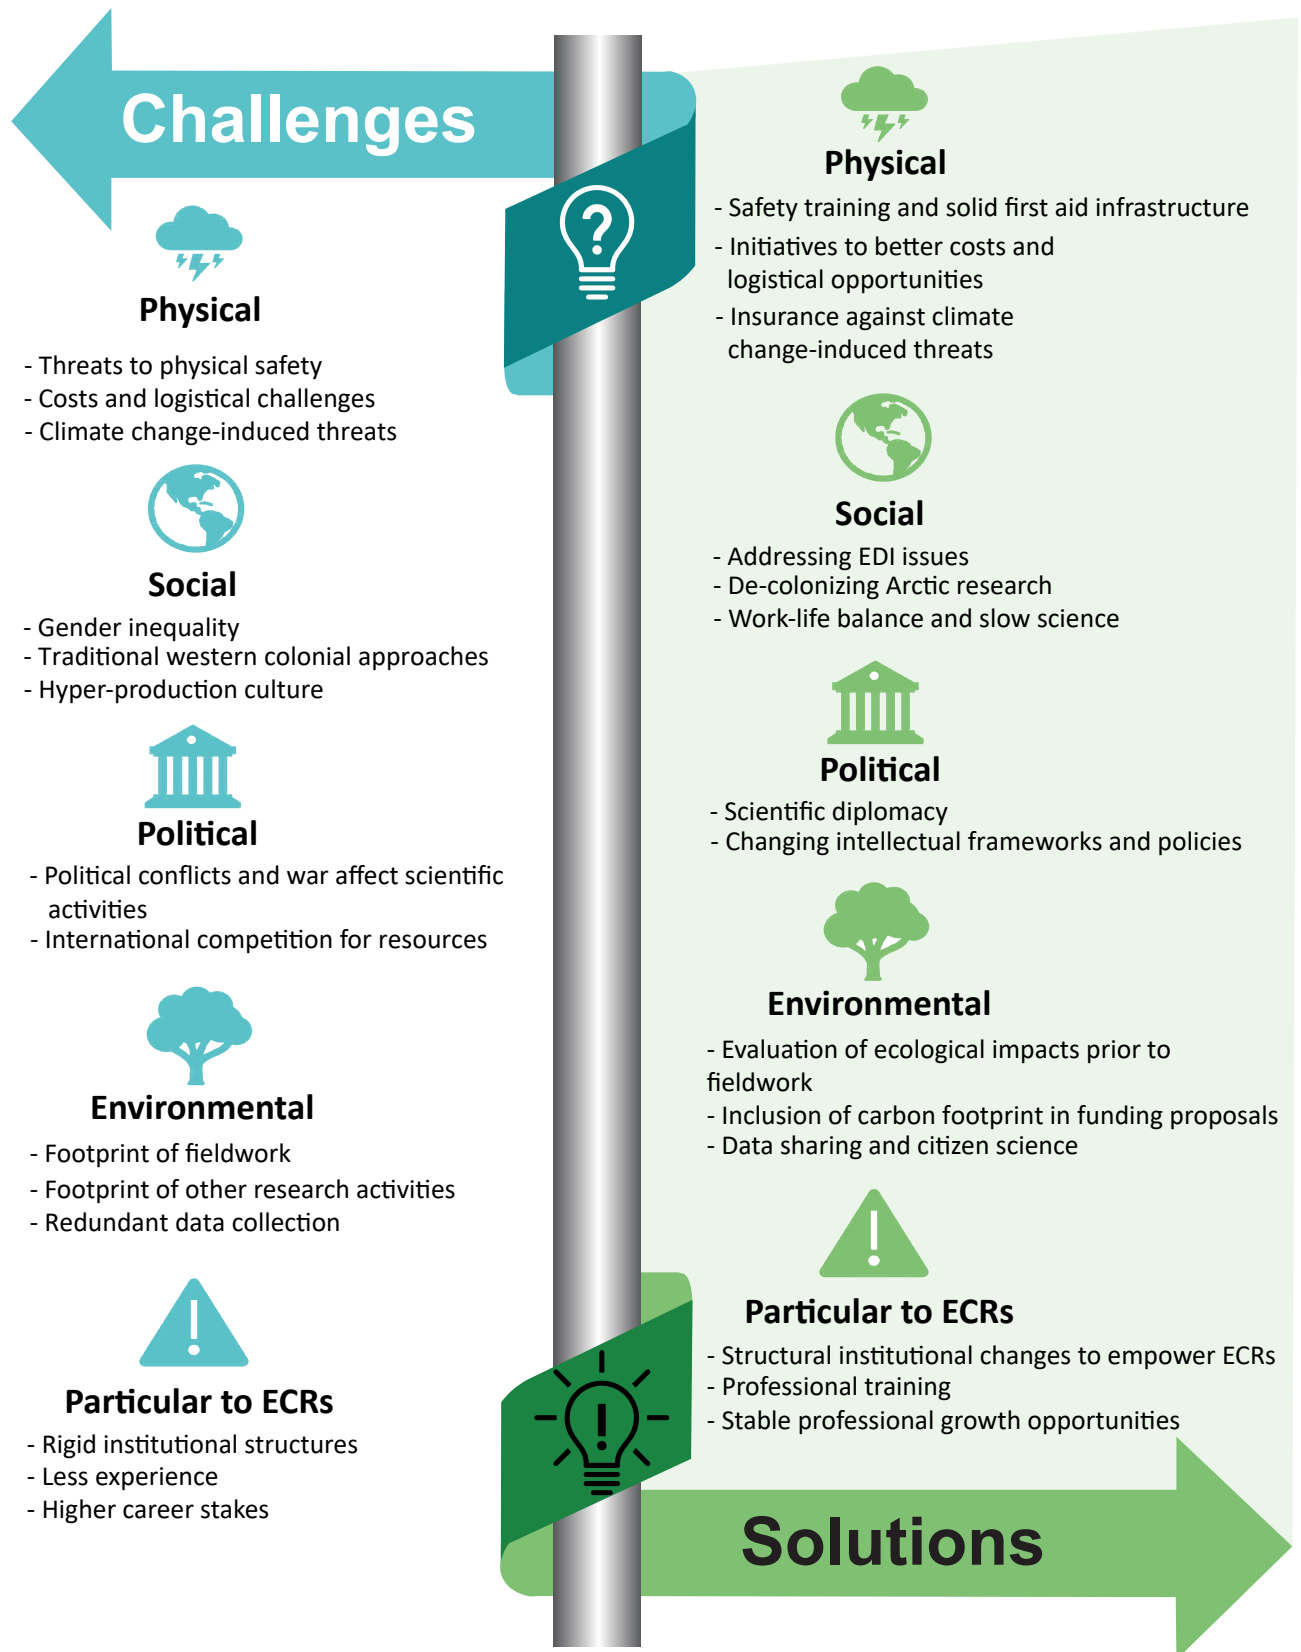 Challenges
Physical
- Threats to physical safety
- Costs and logistical challenges
- Climate change-induced threats
Social
- Gender inequality
- Traditional western colonial approaches
- Hyper-production culture
Political
- Political conflicts and war affect scientific
activities
- International competition for resources
Environmental
- Footprint of fieldwork
- Footprint of other research activities
- Redundant data collection
!
Particular to ECRs
- Rigid institutional structures
- Less experience
- Higher career stakes
?
Physical
- Safety training and solid first aid infrastructure
- Initiatives to better costs and
logistical opportunities
- Insurance against climate
change-induced threats
Social
- Addressing EDI issues
- De-colonizing Arctic research
- Work-life balance and slow science
Political
- Scientific diplomacy
- Changing intellectual frameworks and policies
Environmental
- Evaluation of ecological impacts prior to
fieldwork
- Inclusion of carbon footprint in funding proposals
- Data sharing and citizen science
!
Particular to ECRs
- Structural institutional changes to empower ECRs
- Professional training
- Stable professional growth opportunities
!
Solutions